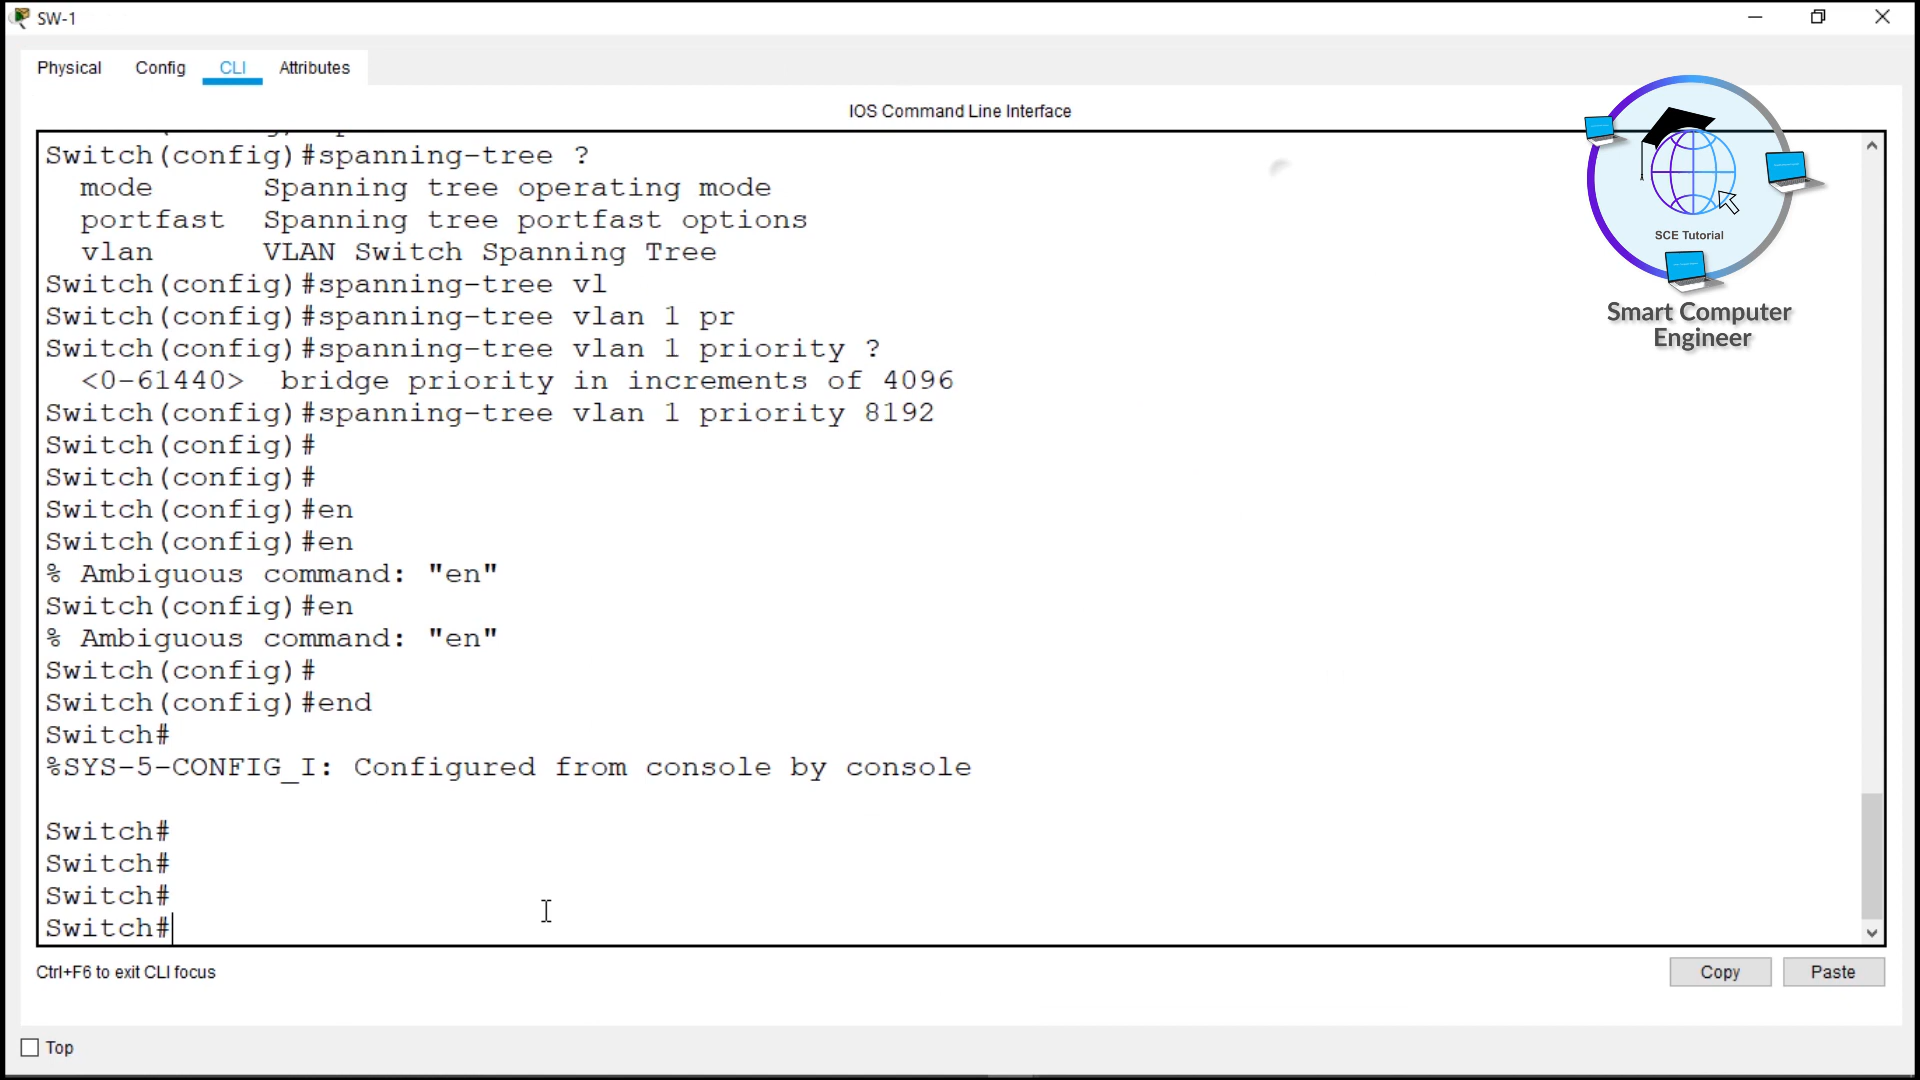 SW-1
Physical Config CLI Attributes
IOS Command Line Interface
Switch(config)#spanning-tree ?
mode Spanning tree operating mode
portfast Spanning tree portfast options
vlan VLAN Switch Spanning Tree
Switch(config)#spanning-tree vl
Switch(config)#spanning-tree vlan 1 pr
Switch(config)#spanning-tree vlan 1 priority ?
<0-61440> bridge priority in increments of 4096
Switch(config)#spanning-tree vlan 1 priority 8192
Switch(config)#
Switch(config)#
Switch(config)#en
Switch(config)#en
% Ambiguous command: "en"
Switch(config)#en
% Ambiguous command: "en"
Switch(config)#
Switch(config)#end
Switch#
%SYS-5-CONFIG_I: Configured from console by console
Switch#
Switch#
Switch#
Switch#
SCE Tutorial
Smart Computer
Engineer
Ctrl+F6 to exit CLI focus
Copy Paste
Top